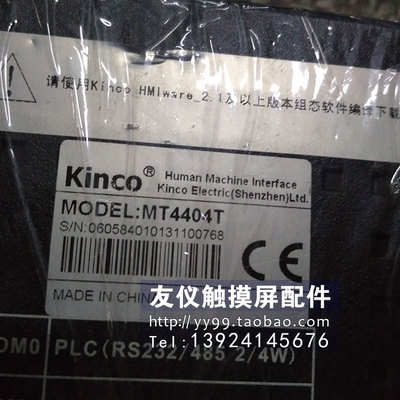 请使用Kinco HMIware_2.1及以上版本组态软件编译下载
Kinco® Human Machine Interface
Kinco Electric(Shenzhen)Ltd.
MODEL:MT4404T
S/N:060584010131100768
MADE IN CHINA
友仪触摸屏配件
http://yy99.taobao.com
Tel: 13924145676
OM0 PLC(RS232/485 2/4W)